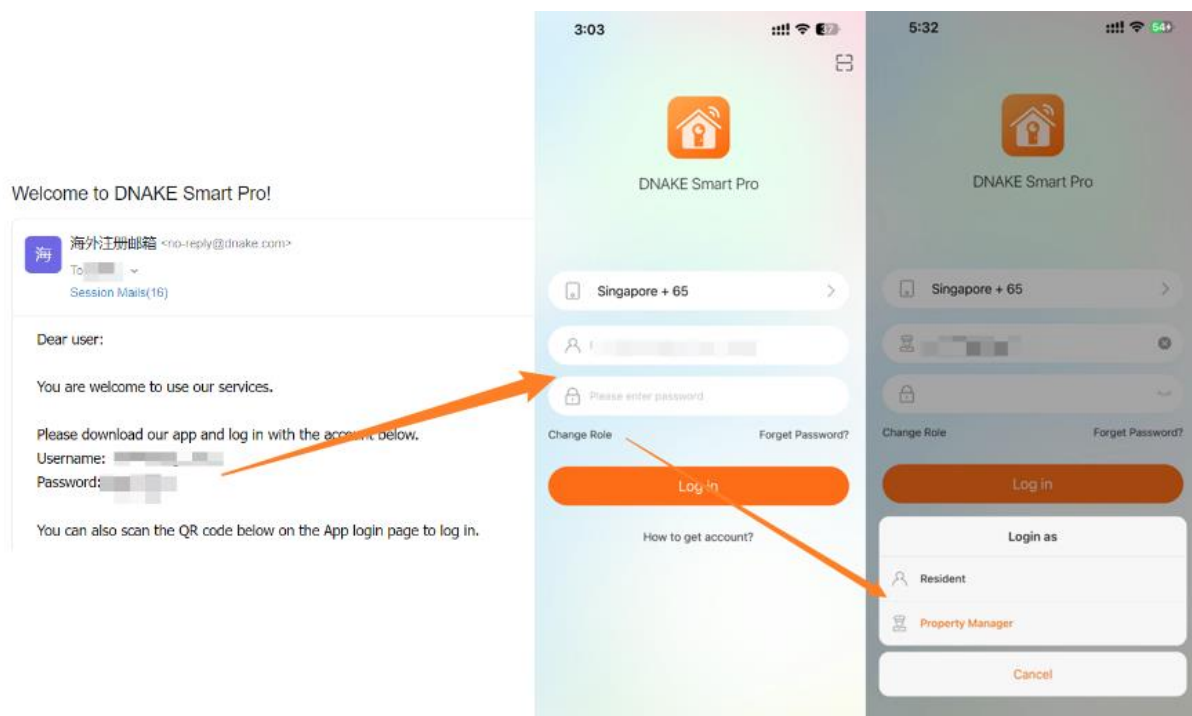 Welcome to DNAKE Smart Pro!
海
海外注册邮箱 <no-reply@dnake.com>
To
Session Mails(16)
Dear user:
You are welcome to use our services.
Please download our app and log in with the account below.
Username:
Password:
You can also scan the QR code below on the App login page to log in.
3:03
37
DNAKE Smart Pro
Singapore + 65
Please enter password
Change Role
Forget Password?
Log in
How to get account?
5:32
54
DNAKE Smart Pro
Singapore + 65
Change Role
Forget Password?
Log in
Login as
Resident
Property Manager
Cancel